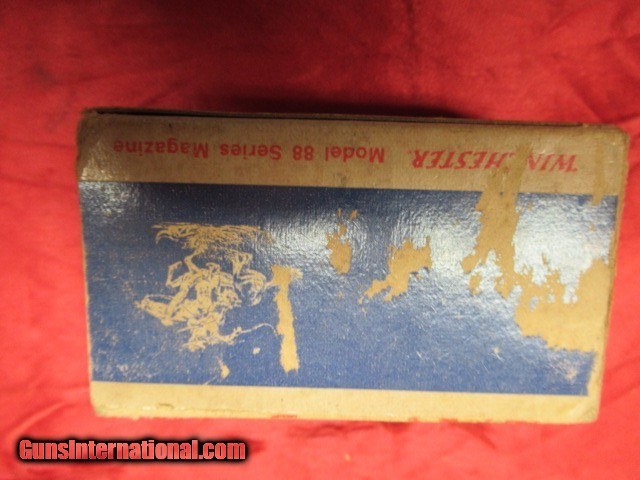 WINCHESTER Model 88 Series Magazine
GunsInternational.com